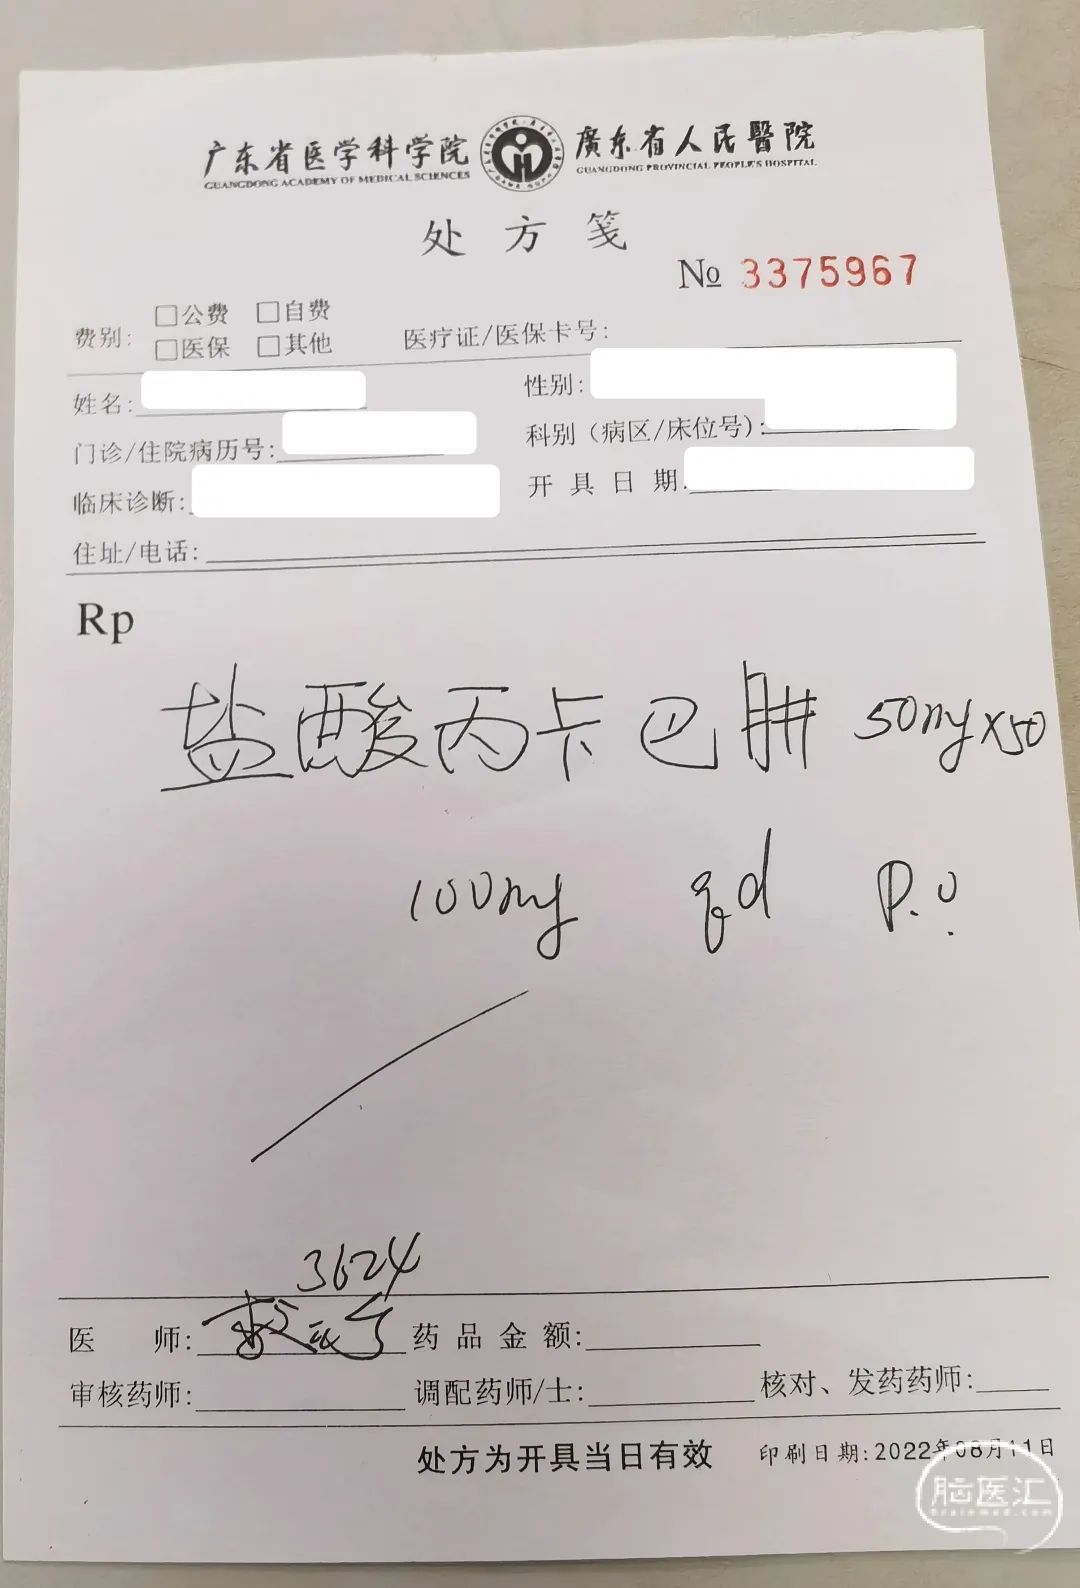 广东省医学科学院 廣东省人民醫院
GUANGDONG ACADEMY OF MEDICAL SCIENCES GUANGDONG PROVINCIAL PEOPLE'S HOSPITAL
处方笺
№ 3375967
费别: □公费 □自费
□医保 □其他 医疗证/医保卡号:
姓名: 性别:
门诊/住院病历号: 科别(病区/床位号):
临床诊断: 开具日期:
住址/电话:
Rp
盐酸丙卡巴肼 50mg×50
100mg qd P.O.
3624
医 师: 药品金额:
审核药师: 调配药师/士: 核对、发药药师:
处方为开具当日有效 印刷日期:2022年08月11日
脑医汇
brainmed.com